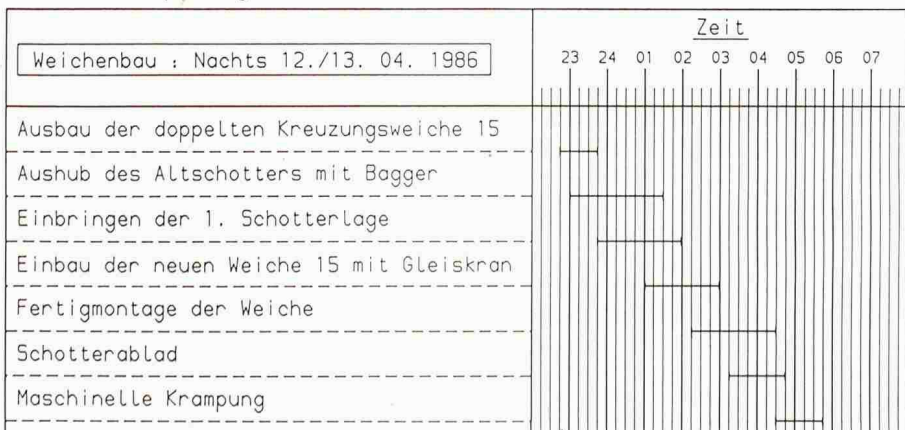 Zeit
Weichenbau : Nachts 12./13. 04. 1986
23 24 01 02 03 04 05 06 07
Ausbau der doppelten Kreuzungsweiche 15
Aushub des Altschotters mit Bagger
Einbringen der 1. Schotterlage
Einbau der neuen Weiche 15 mit Gleiskran
Fertigmontage der Weiche
Schotterablad
Maschinelle Krampung